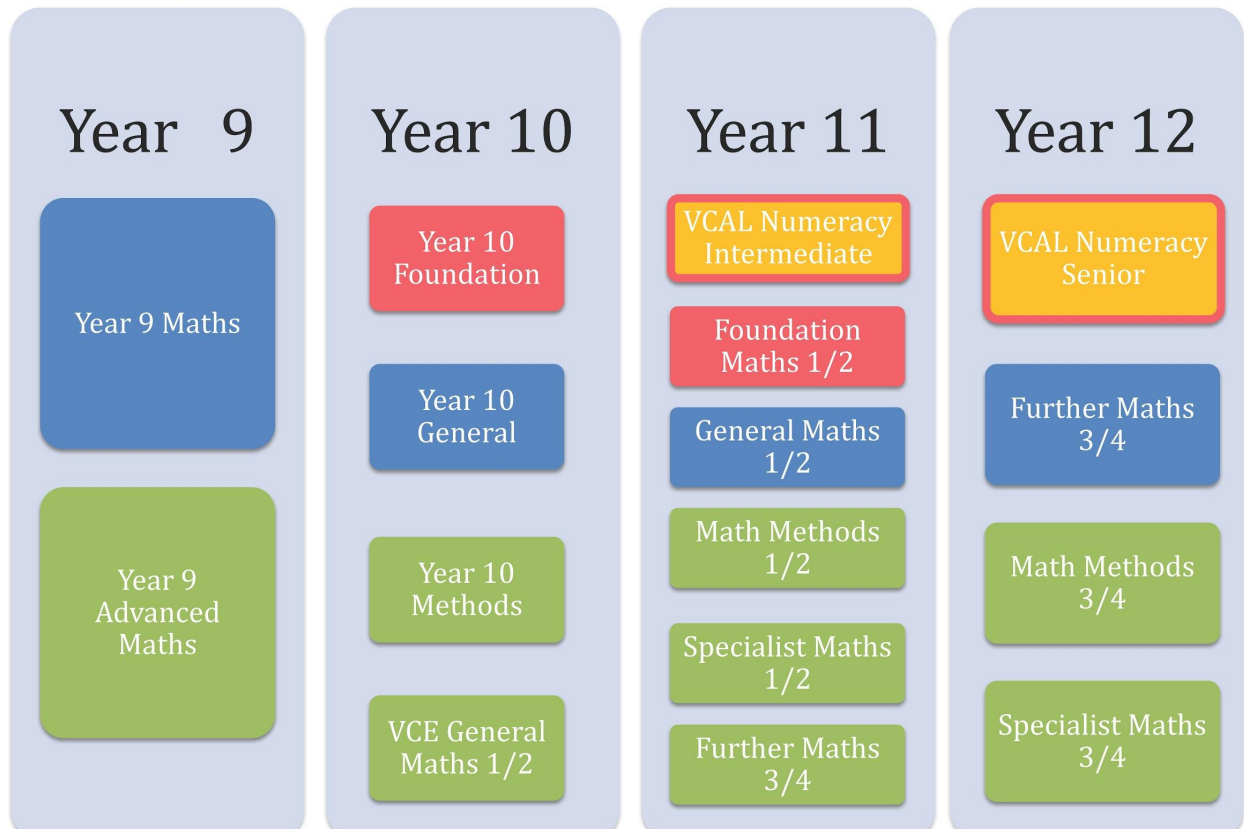 Year 9
Year 9 Maths
Year 9
Advanced
Maths
Year 10
Year 10
Foundation
Year 10
General
Year 10
Methods
VCE General
Maths 1/2
Year 11
VCAL Numeracy
Intermediate
Foundation
Maths 1/2
General Maths
1/2
Math Methods
1/2
Specialist Maths
1/2
Further Maths
3/4
Year 12
VCAL Numeracy
Senior
Further Maths
3/4
Math Methods
3/4
Specialist Maths
3/4